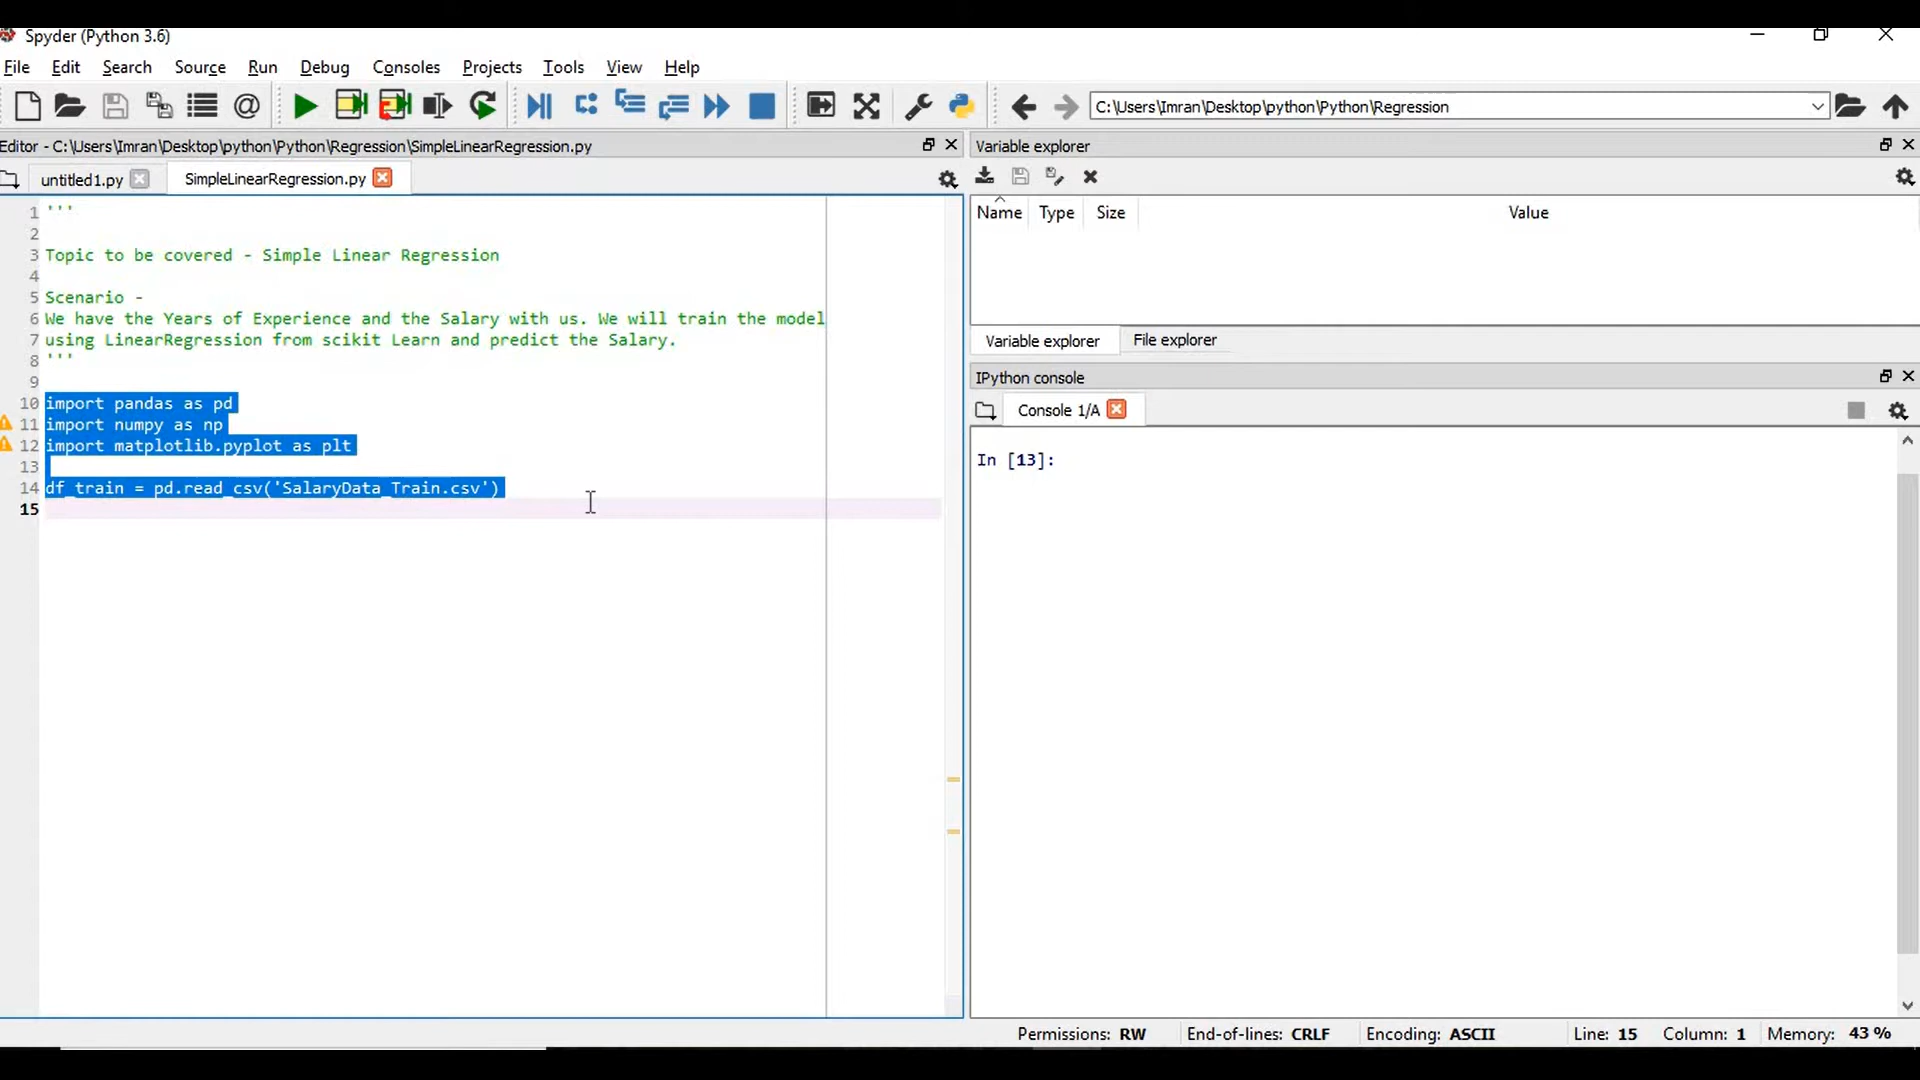 Spyder (Python 3.6)
File Edit Search Source Run Debug Consoles Projects Tools View Help
C:\Users\Imran\Desktop\python\Python\Regression
Editor - C:\Users\Imran\Desktop\python\Python\Regression\SimpleLinearRegression.py
untitled1.py SimpleLinearRegression.py
1 '''
2
3 Topic to be covered - Simple Linear Regression
4
5 Scenario -
6 We have the Years of Experience and the Salary with us. We will train the model
7 using LinearRegression from scikit Learn and predict the Salary.
8 '''
9
10 import pandas as pd
11 import numpy as np
12 import matplotlib.pyplot as plt
13
14 df_train = pd.read_csv('SalaryData_Train.csv')
15
Variable explorer
Name Type Size Value
Variable explorer File explorer
IPython console
Console 1/A
In [13]:
Permissions: RW End-of-lines: CRLF Encoding: ASCII Line: 15 Column: 1 Memory: 43 %